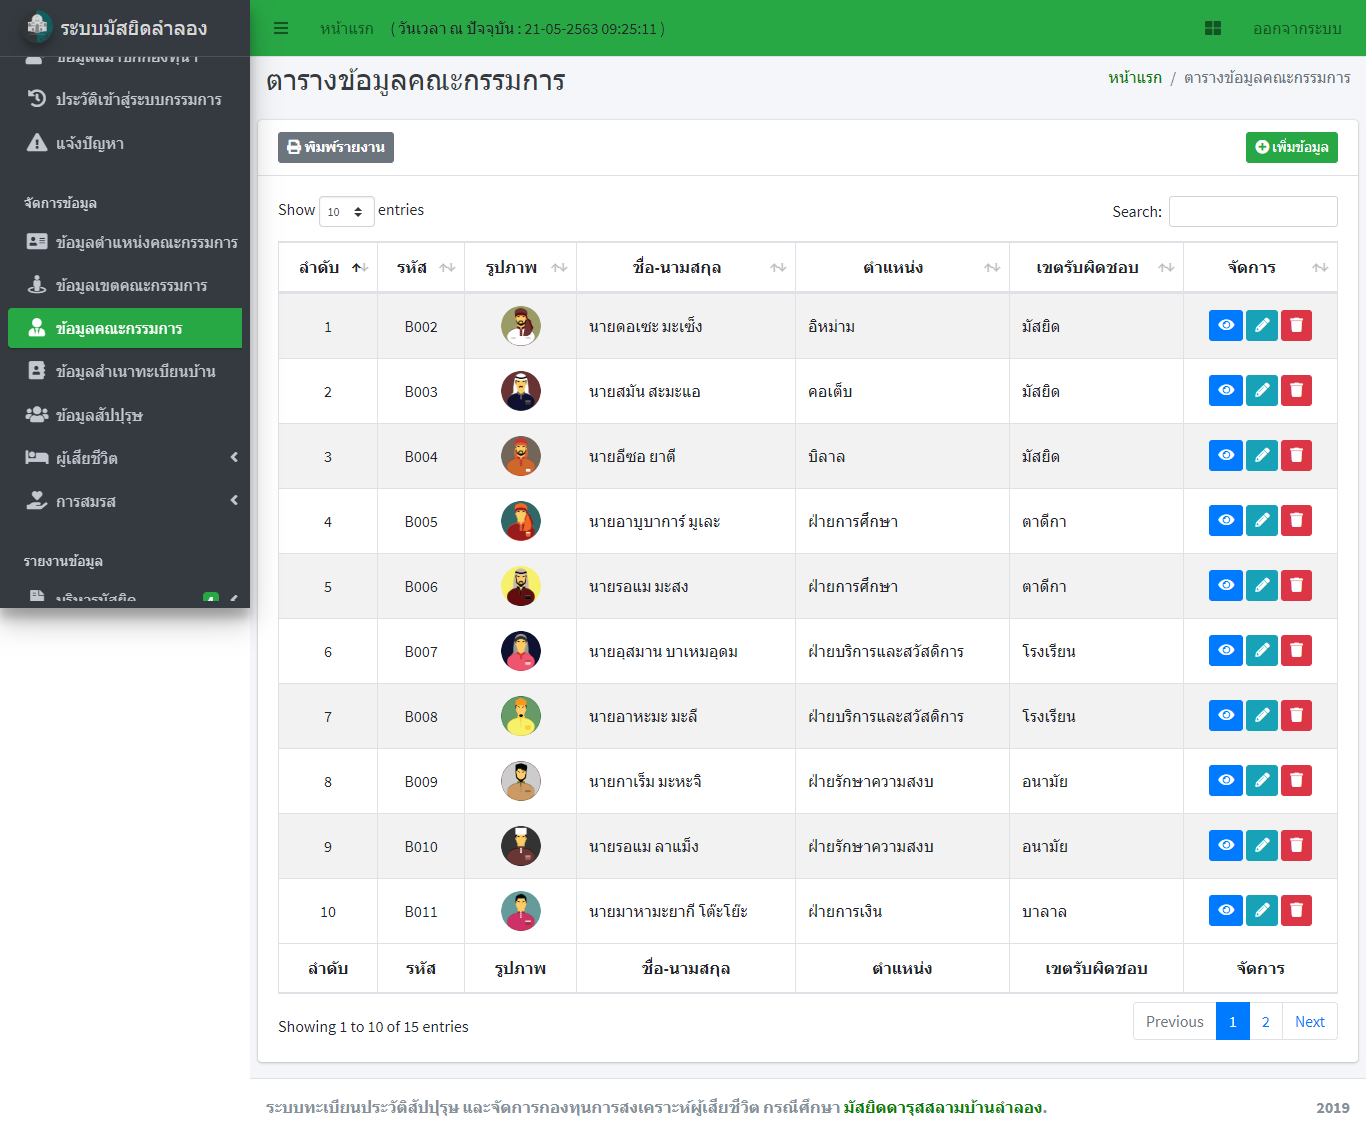 ระบบมัสยิดลำลอง
หน้าแรก ( วันเวลา ณ ปัจจุบัน : 21-05-2563 09:25:11 )
ออกจากระบบ
ข้อมูลสมาชิกกองทุนฯ
ประวัติเข้าสู่ระบบกรรมการ
แจ้งปัญหา
จัดการข้อมูล
ข้อมูลตำแหน่งคณะกรรมการ
ข้อมูลเขตคณะกรรมการ
ข้อมูลคณะกรรมการ
ข้อมูลสำเนาทะเบียนบ้าน
ข้อมูลสัปปุรุษ
ผู้เสียชีวิต
การสมรส
รายงานข้อมูล
บริหารมัสยิด
ตารางข้อมูลคณะกรรมการ
หน้าแรก / ตารางข้อมูลคณะกรรมการ
พิมพ์รายงาน
เพิ่มข้อมูล
Show 10 entries
Search:
ลำดับ รหัส รูปภาพ ชื่อ-นามสกุล ตำแหน่ง เขตรับผิดชอบ จัดการ
1 B002 นายดอเซะ มะเซ็ง อิหม่าม มัสยิด
2 B003 นายสมัน สะมะแอ คอเต็บ มัสยิด
3 B004 นายอีซอ ยาตี บิลาล มัสยิด
4 B005 นายอาบูบาการ์ มูเละ ฝ่ายการศึกษา ตาดีกา
5 B006 นายรอแม มะสง ฝ่ายการศึกษา ตาดีกา
6 B007 นายอุสมาน บาเหมอุดม ฝ่ายบริการและสวัสดิการ โรงเรียน
7 B008 นายอาหะมะ มะลี ฝ่ายบริการและสวัสดิการ โรงเรียน
8 B009 นายกาเร็ม มะหะจิ ฝ่ายรักษาความสงบ อนามัย
9 B010 นายรอแม ลาแม็ง ฝ่ายรักษาความสงบ อนามัย
10 B011 นายมาหามะยากี โต๊ะโย๊ะ ฝ่ายการเงิน บาลาล
ลำดับ รหัส รูปภาพ ชื่อ-นามสกุล ตำแหน่ง เขตรับผิดชอบ จัดการ
Showing 1 to 10 of 15 entries
Previous 1 2 Next
ระบบทะเบียนประวัติสัปปุรุษ และจัดการกองทุนการสงเคราะห์ผู้เสียชีวิต กรณีศึกษา มัสยิดดารุสสลามบ้านลำลอง.
2019